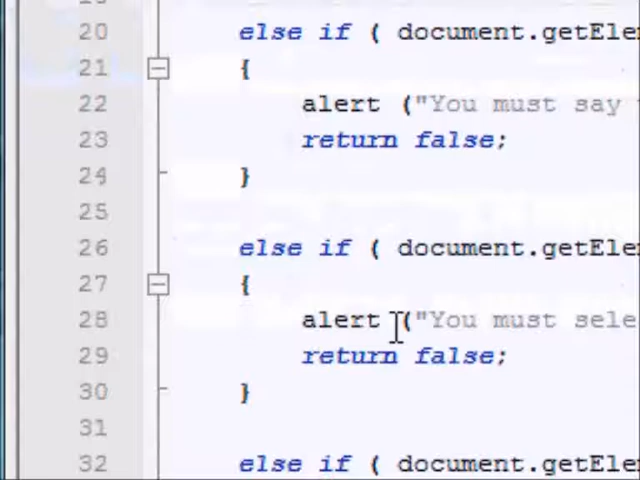 20 else if ( document.getEle
21 {
22 alert ("You must say
23 return false;
24 }
25
26 else if ( document.getEle
27 {
28 alert ("You must sele
29 return false;
30 }
31
32 else if ( document.getEle